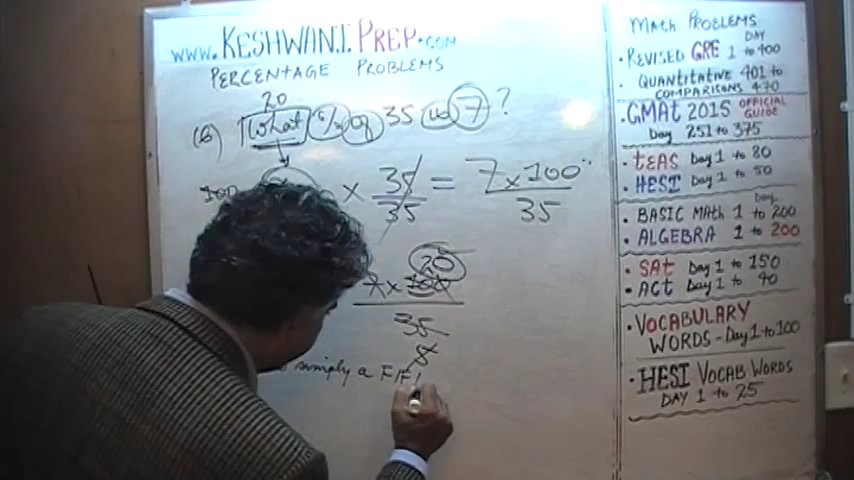 www.KESHWANIPREP.com
PERCENTAGE PROBLEMS
20
(B) What % of 35 is 7 ?
100
× 35 = 7 × 100
35 35
20
7 × 100
35
5
simply a FIFT
MATH PROBLEMS
DAY
• REVISED GRE 1 to 400
• QUANTITATIVE 401 to
COMPARISONS 470
• GMAT 2015 OFFICIAL
GUIDE
Day 251 to 375
• TEAS Day 1 to 80
• HESI Day 1 to 50
Day
• BASIC MATH 1 to 200
• ALGEBRA 1 to 200
• SAT Day 1 to 150
• ACT Day 1 to 40
• VOCABULARY
WORDS - Day 1 to 100
• HESI VOCAB WORDS
DAY 1 to 25